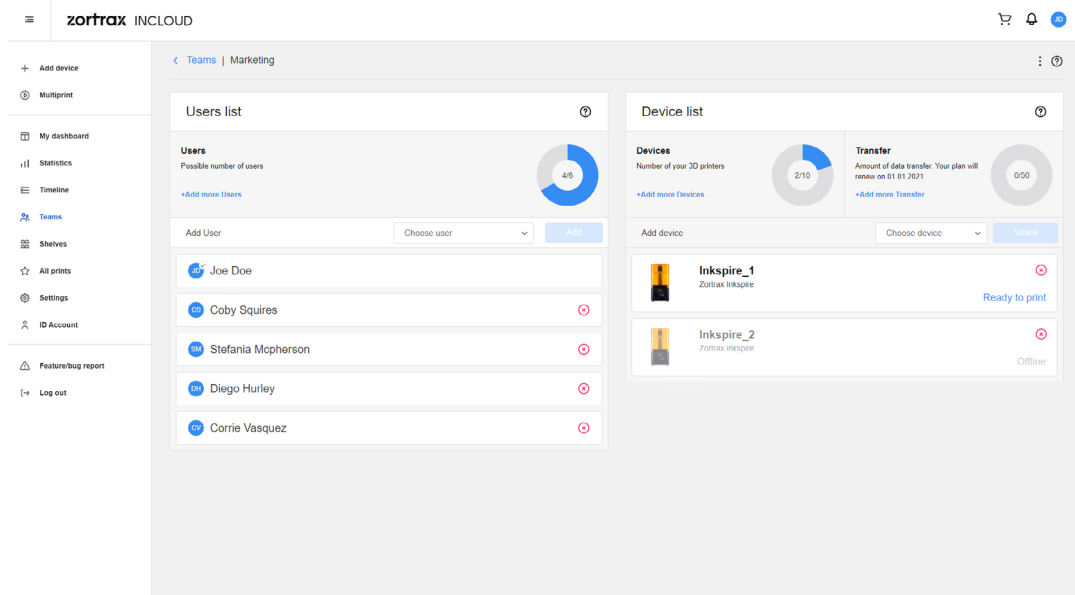 zortrax INCLOUD
JD
Add device
Multiprint
My dashboard
Statistics
Timeline
Teams
Shelves
All prints
Settings
ID Account
Feature/bug report
Log out
Teams | Marketing
Users list
Users
Possible number of users
+Add more Users
4/6
Add User
Choose user
Add
JD Joe Doe
CS Coby Squires
SM Stefania Mcpherson
DH Diego Hurley
CV Corrie Vasquez
Device list
Devices
Number of your 3D printers
+Add more Devices
2/10
Transfer
Amount of data transfer. Your plan will
renew on 01.01.2021
+Add more Transfer
0/50
Add device
Choose device
Share
Inkspire_1
Zortrax Inkspire
Ready to print
Inkspire_2
Zortrax Inkspire
Offline